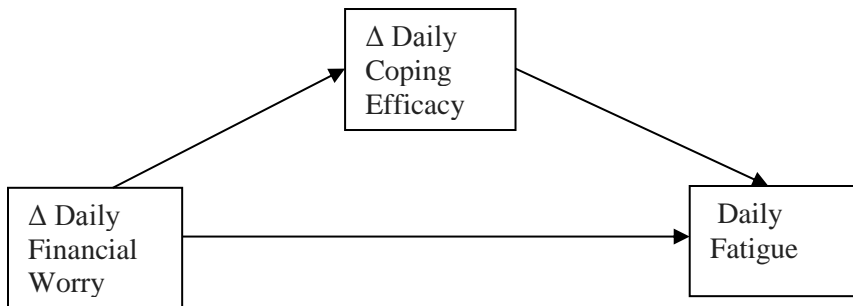 Δ Daily
Coping
Efficacy
Δ Daily
Financial
Worry
Daily
Fatigue